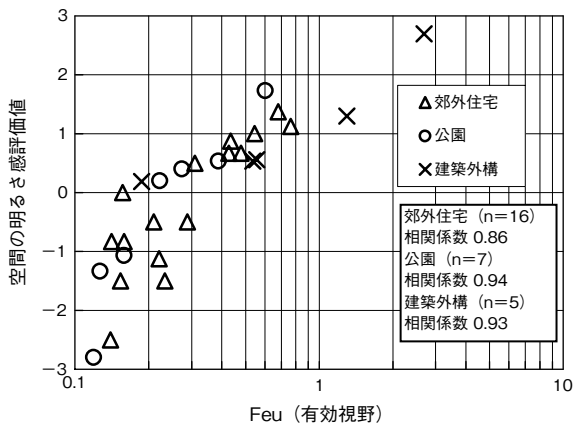 空間の明るさ感評価値
3
2
1
0
−1
−2
−3
0.1
1
10
Feu（有効視野）
郊外住宅
公園
建築外構
郊外住宅（n＝16）
相関係数 0.86
公園（n＝7）
相関係数 0.94
建築外構（n＝5）
相関係数 0.93